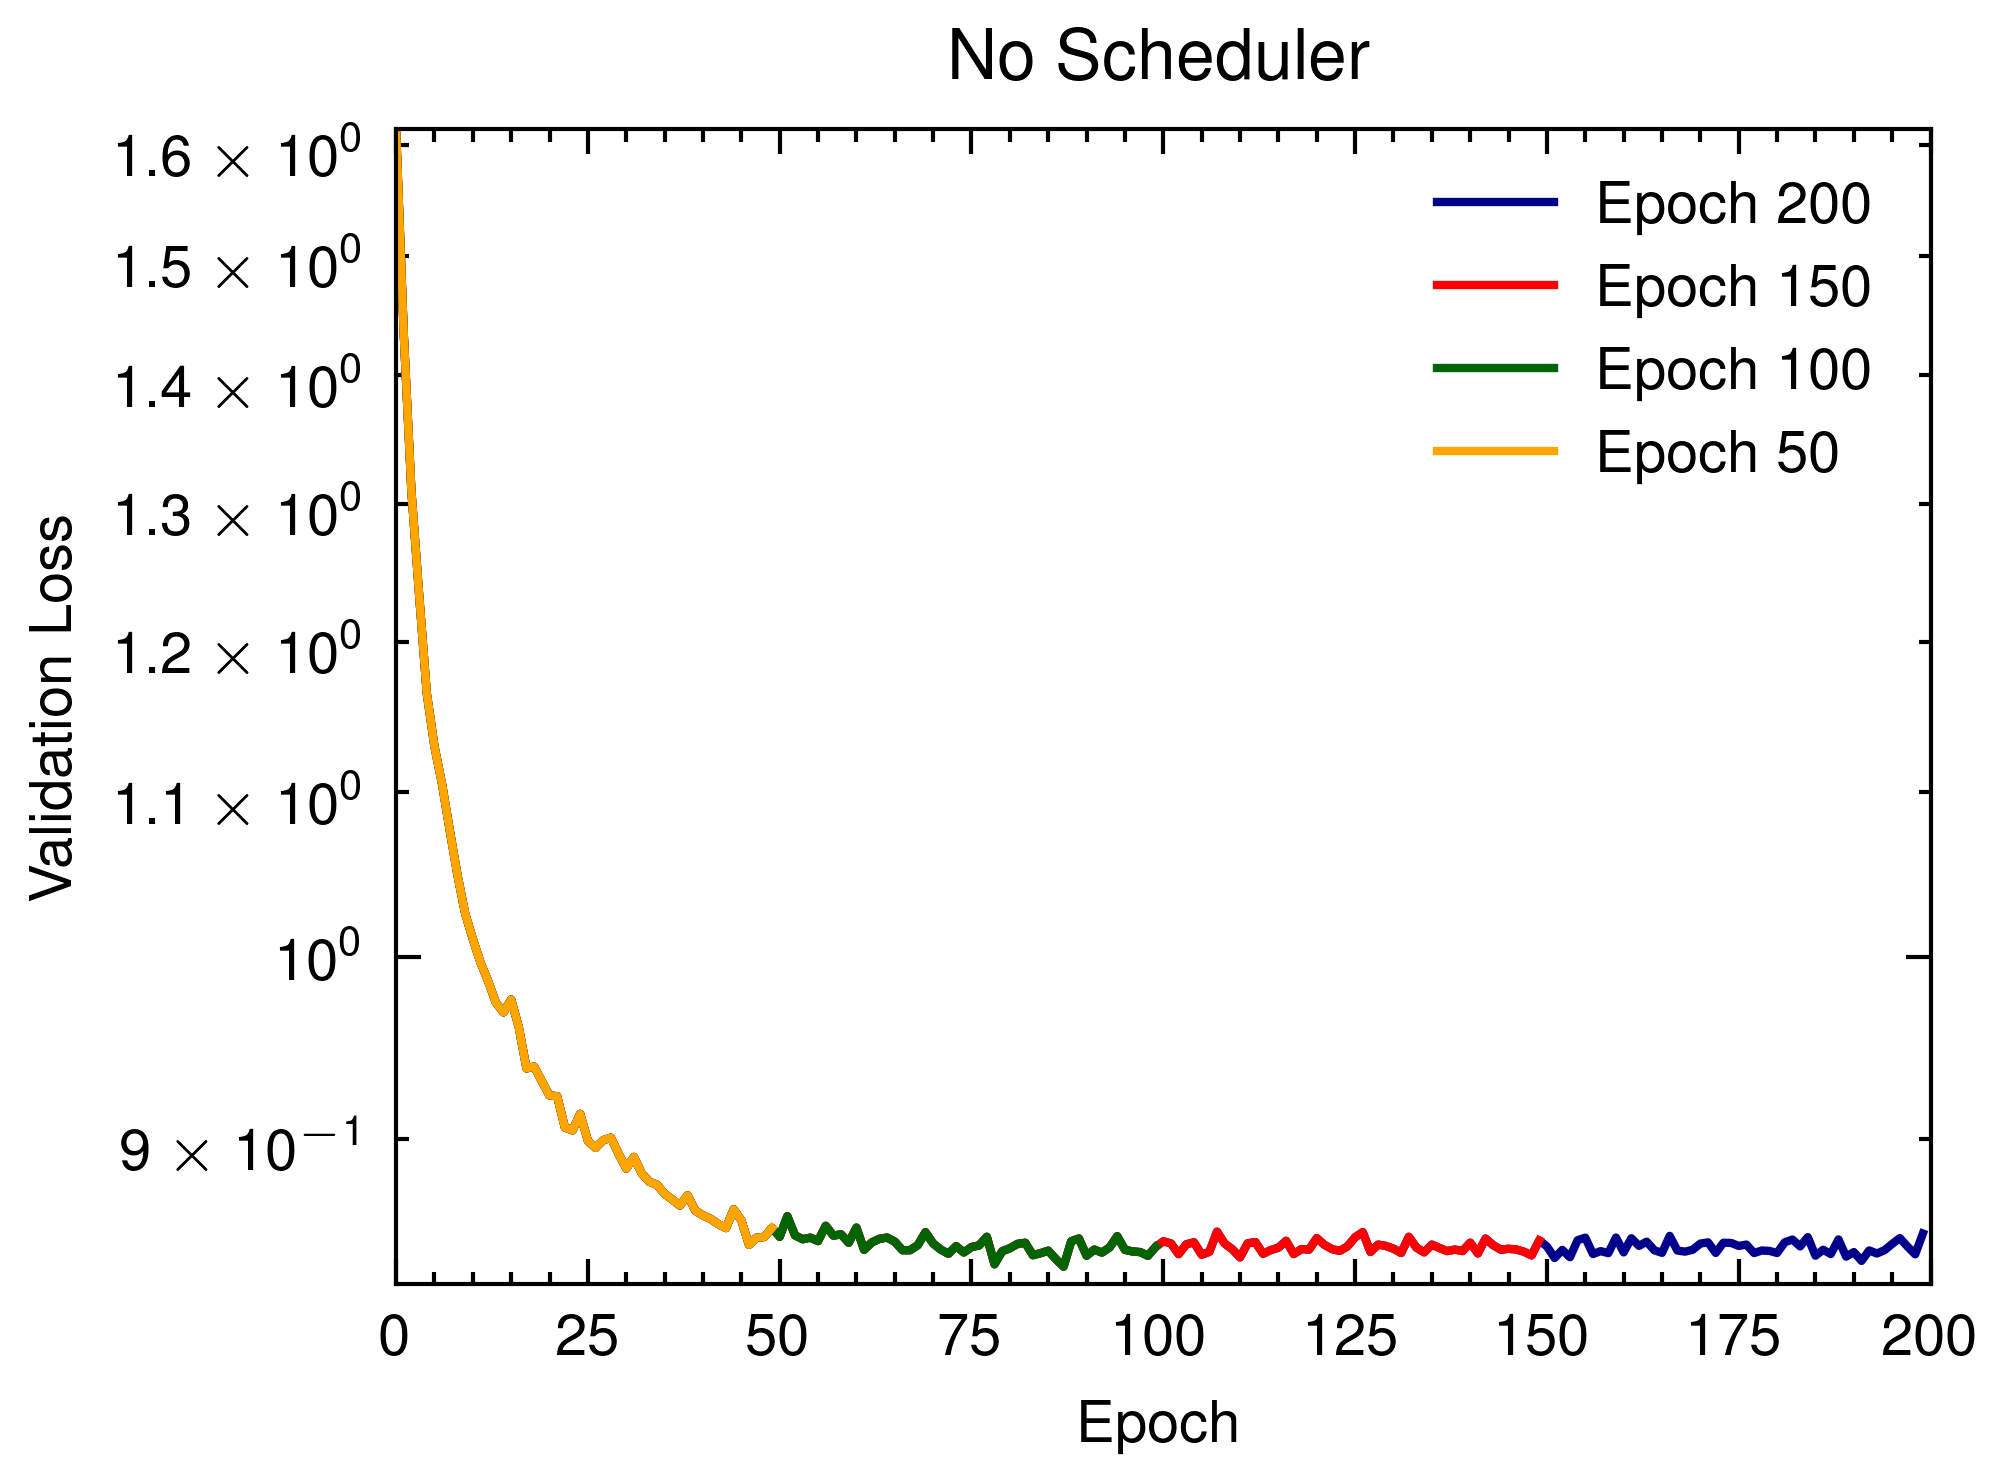 No Scheduler
1.6 × 10⁰
1.5 × 10⁰
1.4 × 10⁰
1.3 × 10⁰
1.2 × 10⁰
1.1 × 10⁰
10⁰
9 × 10⁻¹
Validation Loss
Epoch 200
Epoch 150
Epoch 100
Epoch 50
0 25 50 75 100 125 150 175 200
Epoch